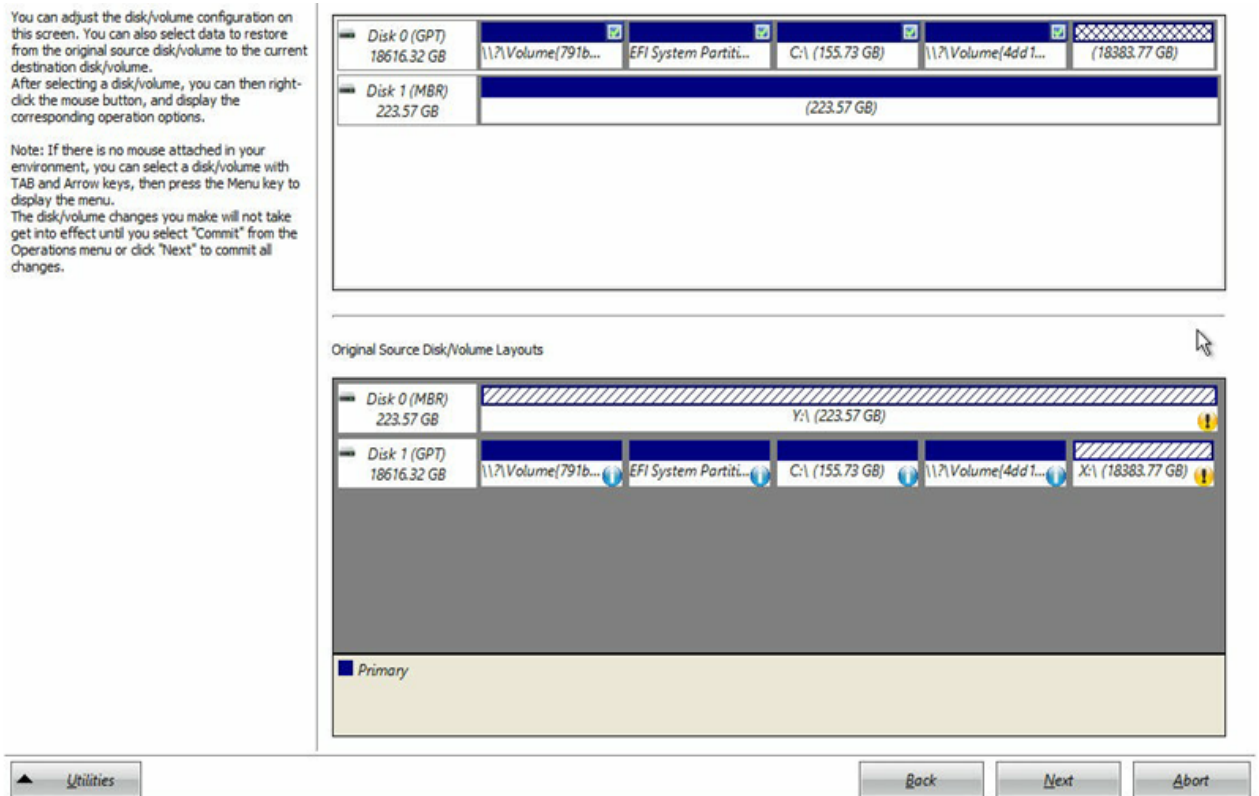 You can adjust the disk/volume configuration on
this screen. You can also select data to restore
from the original source disk/volume to the current
destination disk/volume.
After selecting a disk/volume, you can then right-
click the mouse button, and display the
corresponding operation options.
Note: If there is no mouse attached in your
environment, you can select a disk/volume with
TAB and Arrow keys, then press the Menu key to
display the menu.
The disk/volume changes you make will not take
get into effect until you select "Commit" from the
Operations menu or click "Next" to commit all
changes.
Disk 0 (GPT)
18616.32 GB
\\?\Volume{791b...
EFI System Partiti...
C:\ (155.73 GB)
\\?\Volume{4dd1...
(18383.77 GB)
Disk 1 (MBR)
223.57 GB
(223.57 GB)
Original Source Disk/Volume Layouts
Disk 0 (MBR)
223.57 GB
Y:\ (223.57 GB)
Disk 1 (GPT)
18616.32 GB
\\?\Volume{791b...
EFI System Partiti...
C:\ (155.73 GB)
\\?\Volume{4dd1...
X:\ (18383.77 GB)
Primary
Utilities
Back
Next
Abort